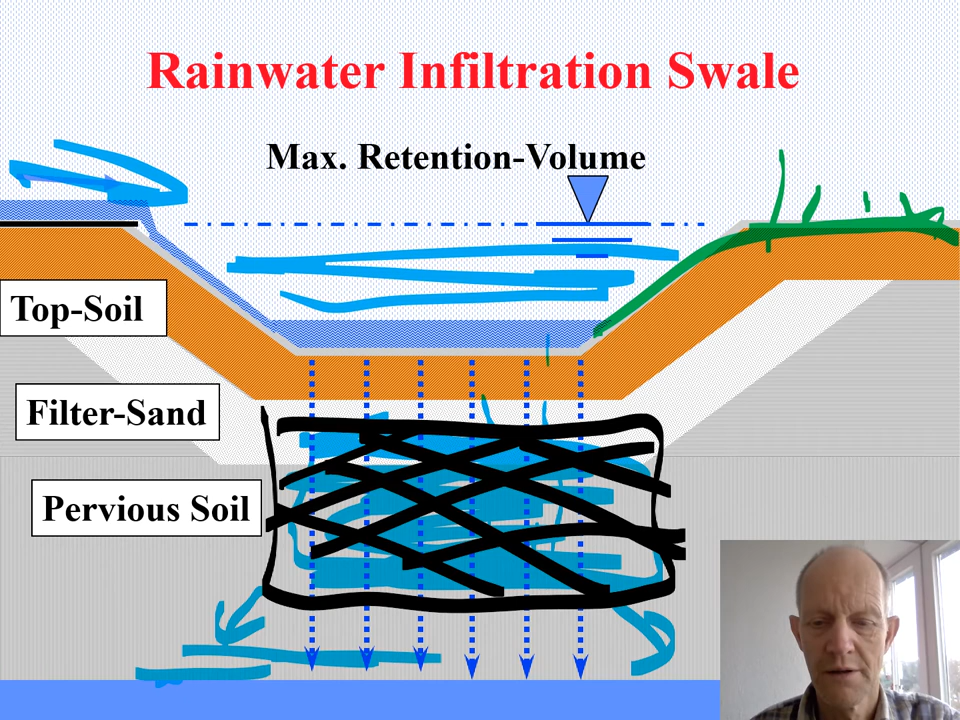 Rainwater Infiltration Swale
Max. Retention-Volume
Top-Soil
Filter-Sand
Pervious Soil